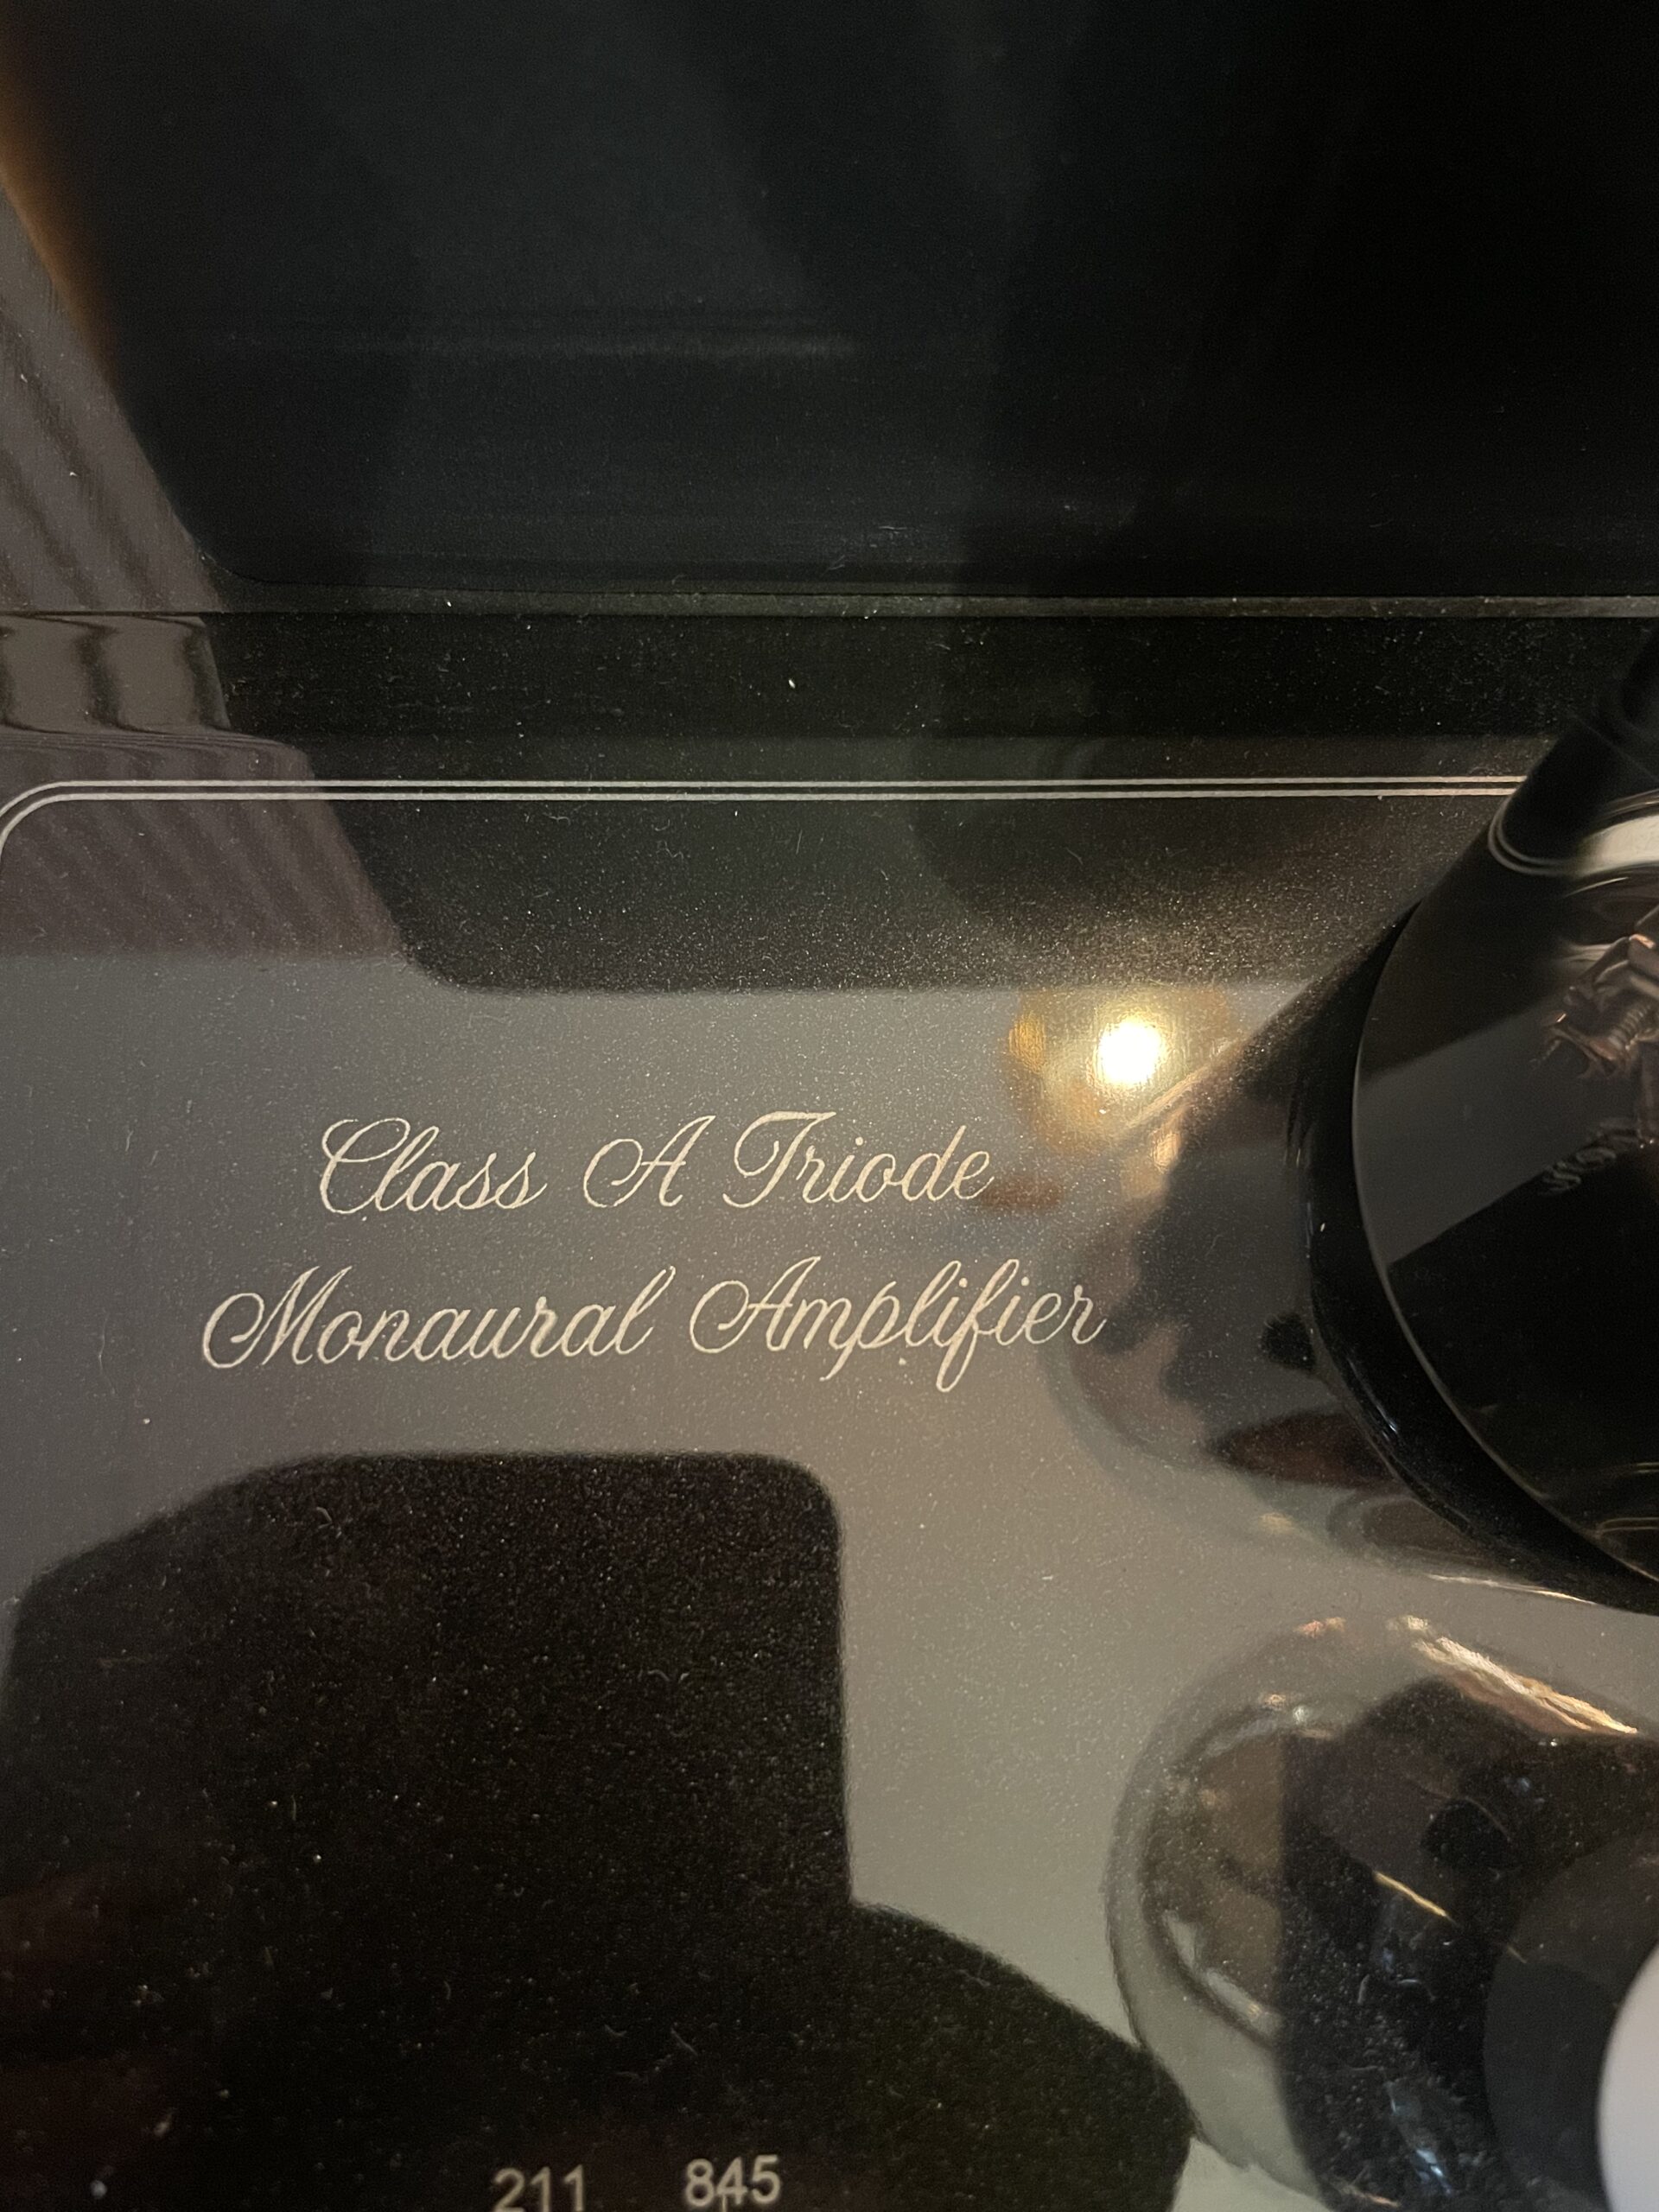 Class A Triode
Monaural Amplifier
211 845